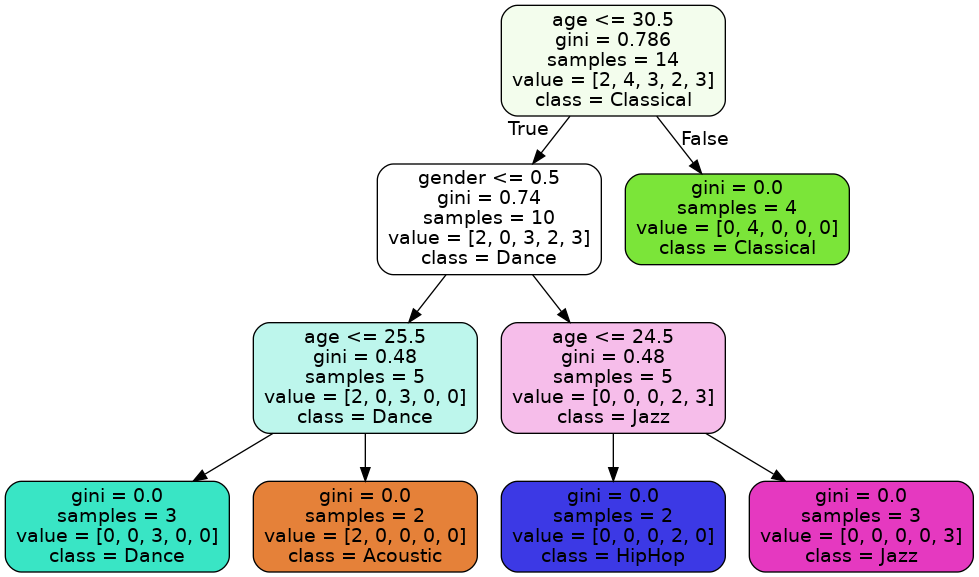 age <= 30.5
gini = 0.786
samples = 14
value = [2, 4, 3, 2, 3]
class = Classical
True
False
gender <= 0.5
gini = 0.74
samples = 10
value = [2, 0, 3, 2, 3]
class = Dance
gini = 0.0
samples = 4
value = [0, 4, 0, 0, 0]
class = Classical
age <= 25.5
gini = 0.48
samples = 5
value = [2, 0, 3, 0, 0]
class = Dance
age <= 24.5
gini = 0.48
samples = 5
value = [0, 0, 0, 2, 3]
class = Jazz
gini = 0.0
samples = 3
value = [0, 0, 3, 0, 0]
class = Dance
gini = 0.0
samples = 2
value = [2, 0, 0, 0, 0]
class = Acoustic
gini = 0.0
samples = 2
value = [0, 0, 0, 2, 0]
class = HipHop
gini = 0.0
samples = 3
value = [0, 0, 0, 0, 3]
class = Jazz